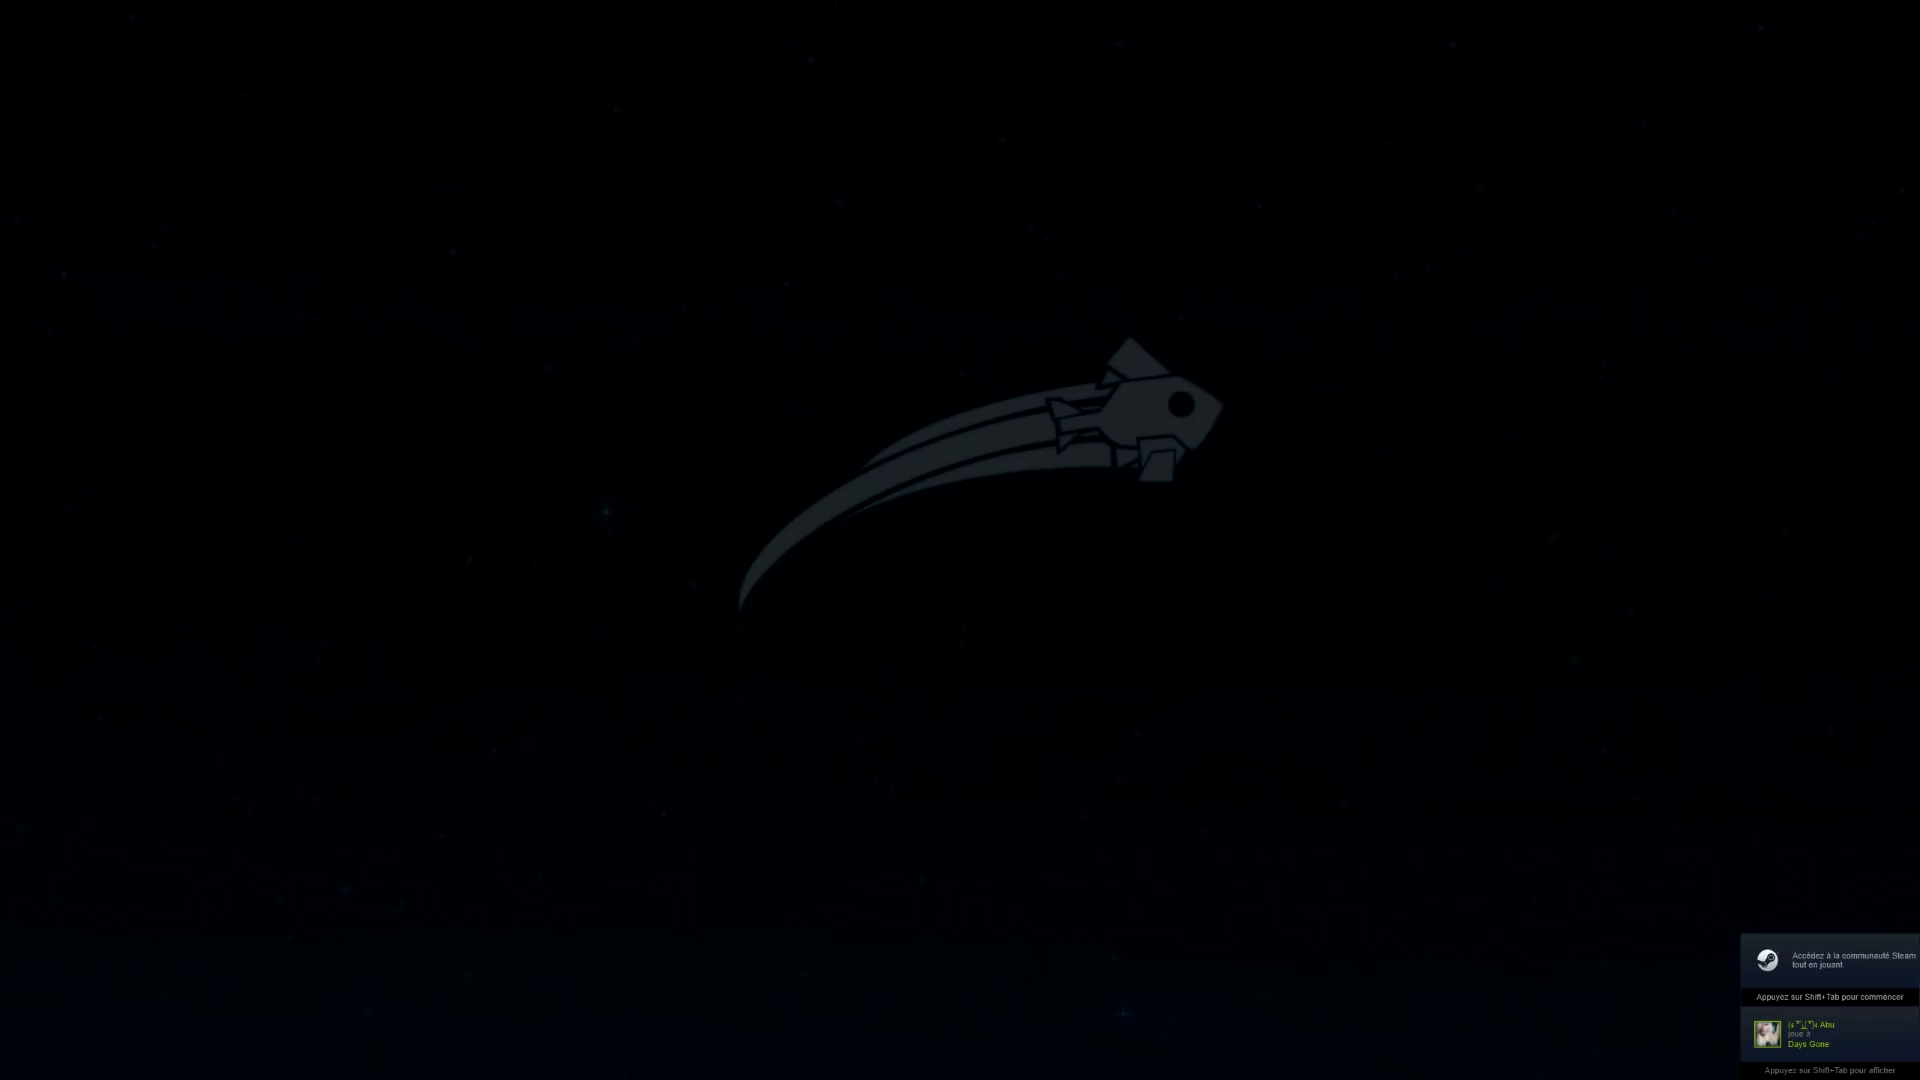 Accédez à la communauté Steam
tout en jouant
Appuyez sur Shift+Tab pour commencer
Abu
joue à
Days Gone
Appuyez sur Shift+Tab pour afficher